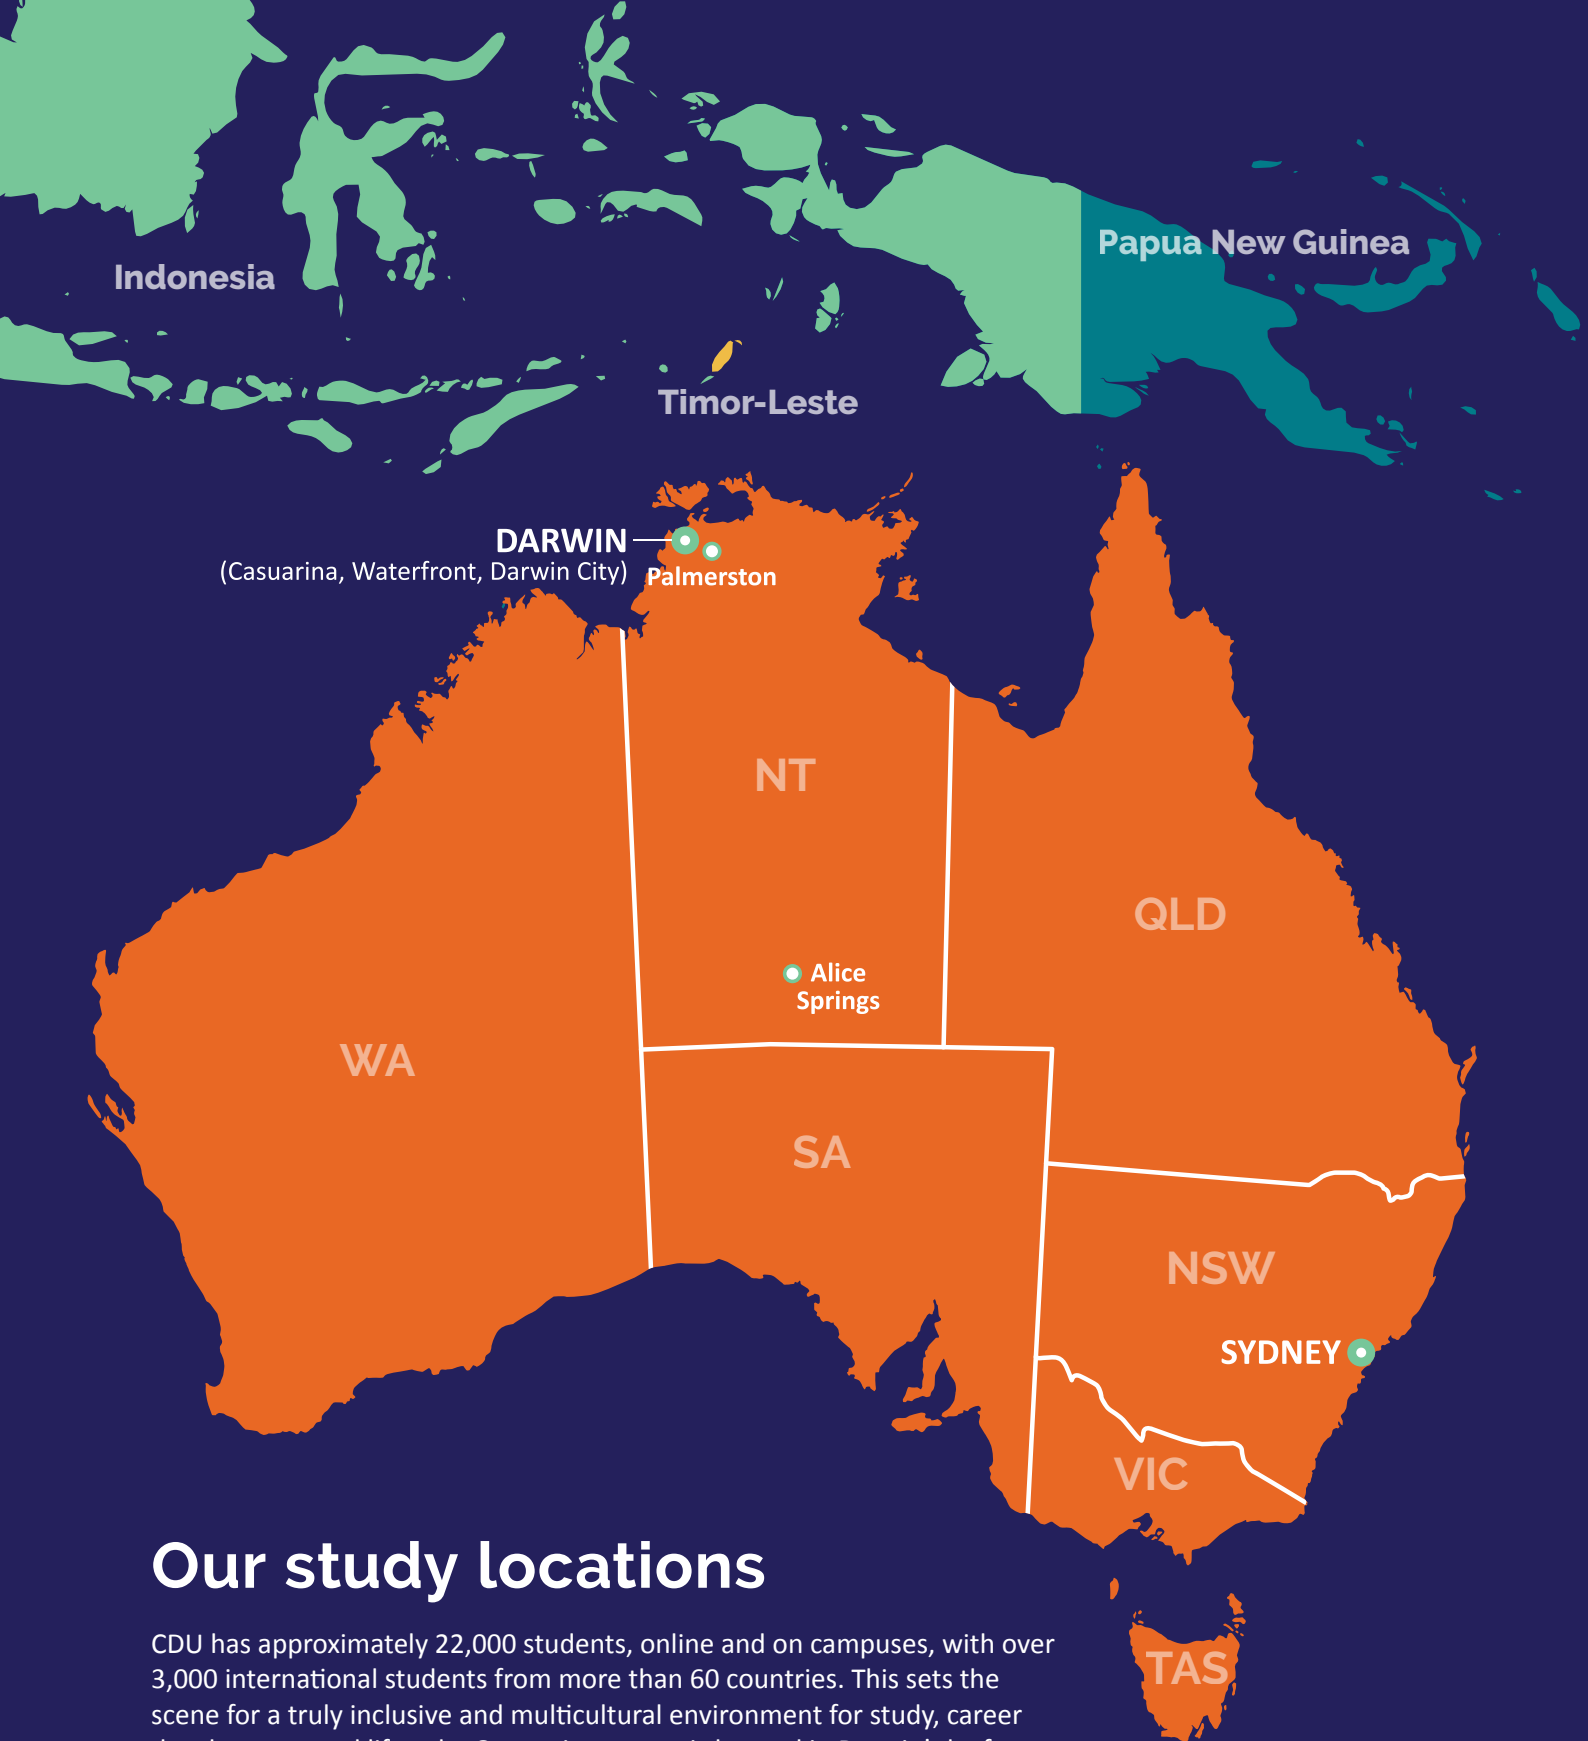 Papua New Guinea
Indonesia
Timor-Leste
DARWIN
(Casuarina, Waterfront, Darwin City)
Palmerston
NT
QLD
Alice
Springs
WA
SA
NSW
SYDNEY
VIC
Our study locations
CDU has approximately 22,000 students, online and on campuses, with over
3,000 international students from more than 60 countries. This sets the
scene for a truly inclusive and multicultural environment for study, career
TAS